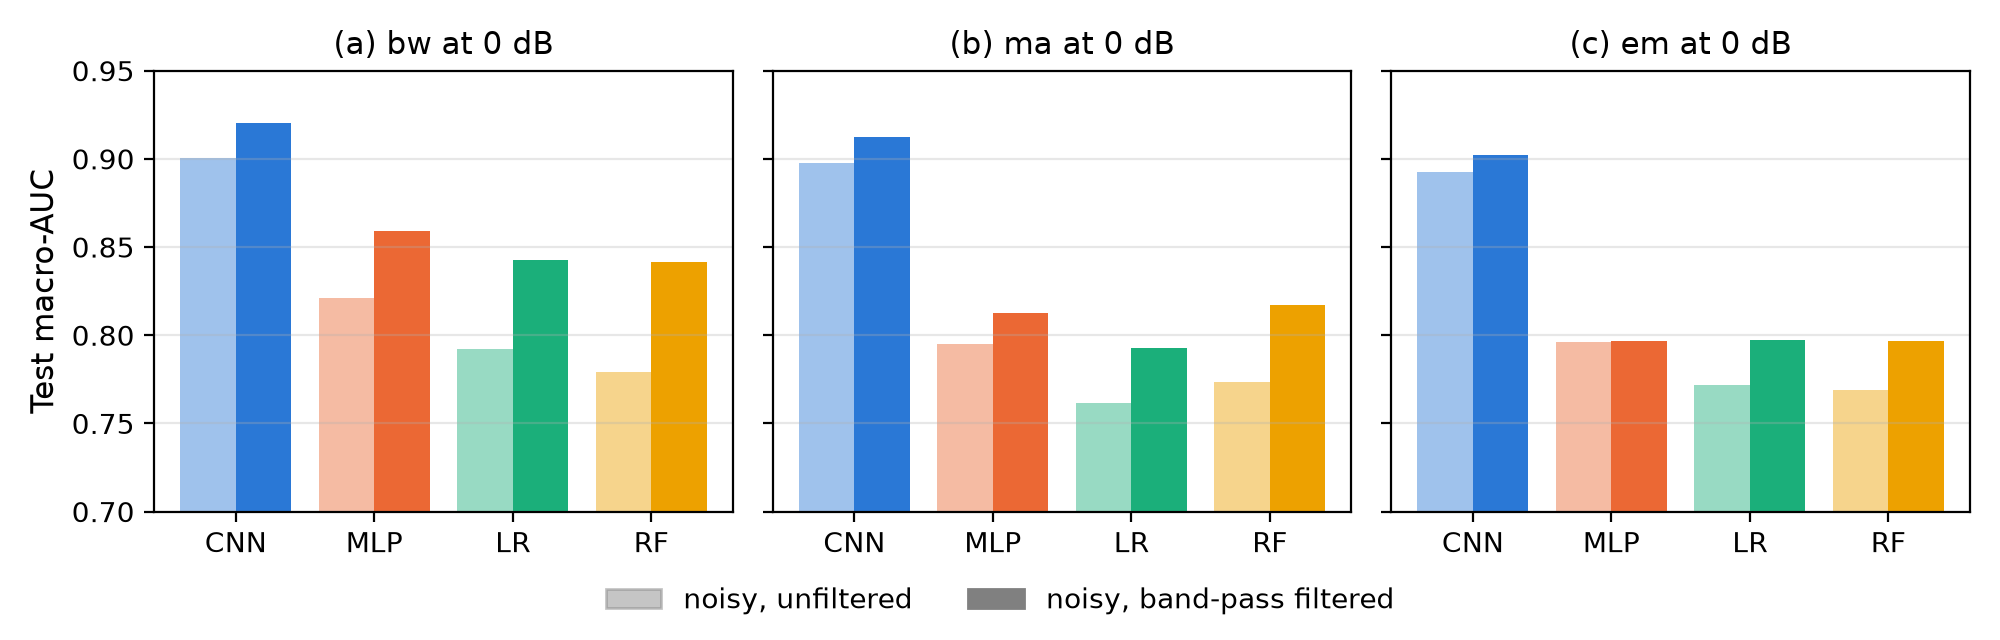 (a) bw at 0 dB
(b) ma at 0 dB
(c) em at 0 dB
Test macro-AUC
0.95
0.90
0.85
0.80
0.75
0.70
CNN MLP LR RF
CNN MLP LR RF
CNN MLP LR RF
noisy, unfiltered
noisy, band-pass filtered